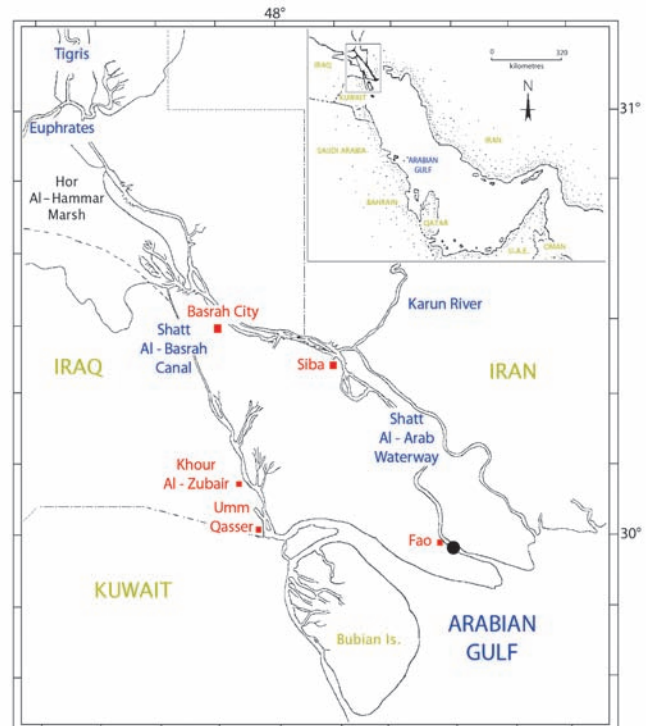 48°
Tigris
Euphrates
Hor
Al-Hammar
Marsh
IRAQ
KUWAIT
SAUDI ARABIA
BAHRAIN
QATAR
ARABIAN
GULF
IRAN
U.A.E.
OMAN
0 320
kilometres
N
31°
Basrah City
Shatt
Al - Basrah
Canal
Karun River
Siba
IRAQ
IRAN
Shatt
Al - Arab
Waterway
Khour
Al - Zubair
Umm
Qasser
Fao
30°
KUWAIT
Bubian Is.
ARABIAN
GULF